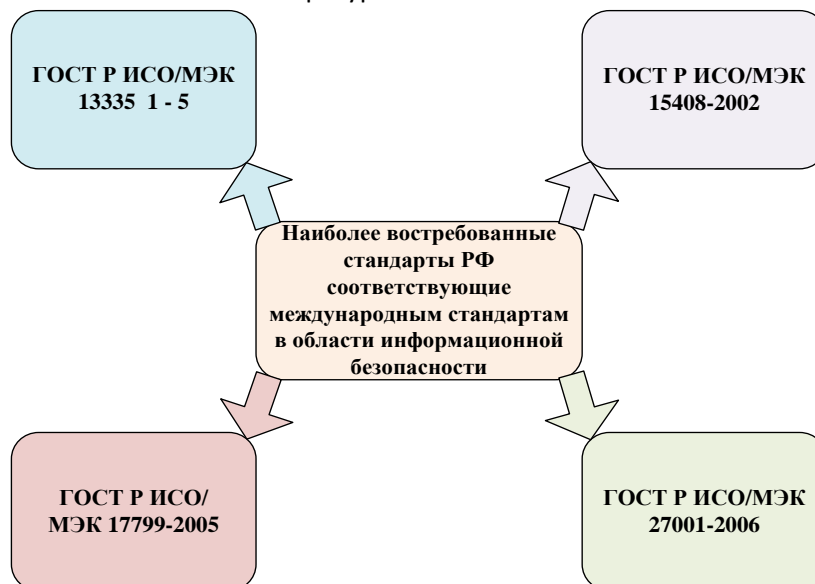 ГОСТ Р ИСО/МЭК
13335 1 - 5
ГОСТ Р ИСО/МЭК
15408-2002
Наиболее востребованные
стандарты РФ
соответствующие
международным стандартам
в области информационной
безопасности
ГОСТ Р ИСО/
МЭК 17799-2005
ГОСТ Р ИСО/МЭК
27001-2006